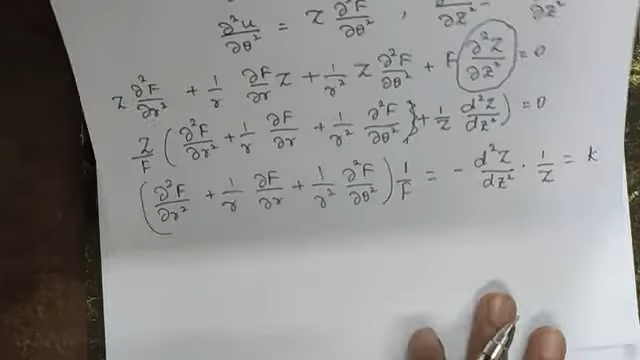 ∂²u/∂θ² = Z ∂²F/∂θ² ,
Z ∂²F/∂r² + 1/r ∂F/∂r Z + 1/r² Z ∂²F/∂θ² + F ∂²Z/∂z² = 0
Z/F ( ∂²F/∂r² + 1/r ∂F/∂r + 1/r² ∂²F/∂θ² } + 1/Z d²Z/dz² ) = 0
( ∂²F/∂r² + 1/r ∂F/∂r + 1/r² ∂²F/∂θ² ) 1/F = - d²Z/dz² · 1/Z = k